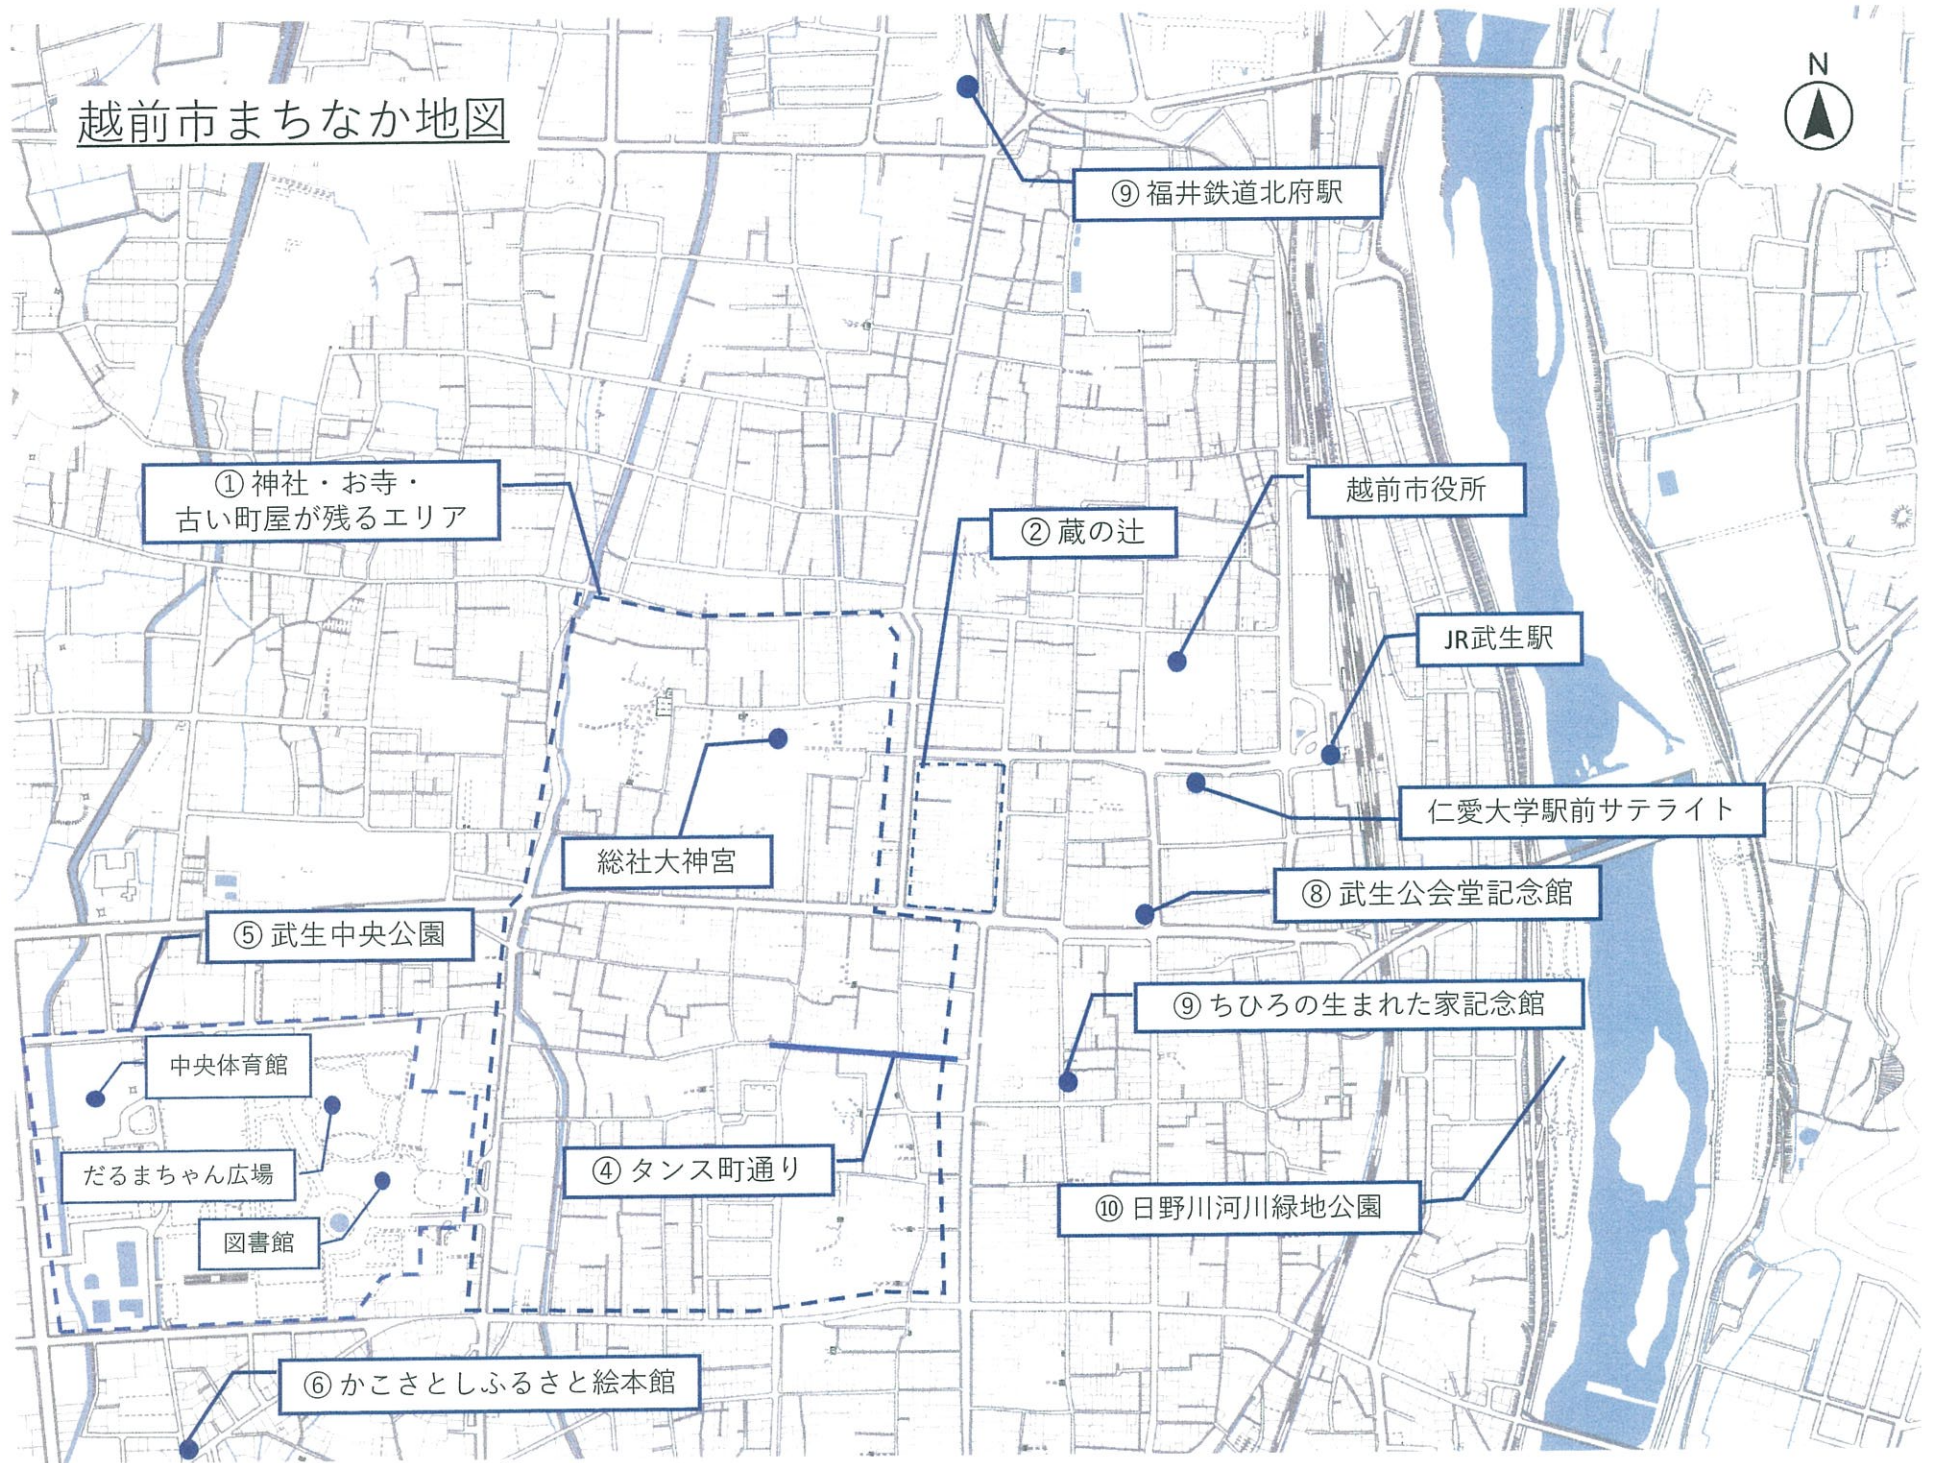 越前市まちなか地図
N
⑨ 福井鉄道北府駅
① 神社・お寺・
古い町屋が残るエリア
越前市役所
② 蔵の辻
JR武生駅
仁愛大学駅前サテライト
総社大神宮
⑧ 武生公会堂記念館
⑤ 武生中央公園
⑨ ちひろの生まれた家記念館
中央体育館
だるまちゃん広場
④ タンス町通り
⑩ 日野川河川緑地公園
図書館
⑥ かこさとしふるさと絵本館